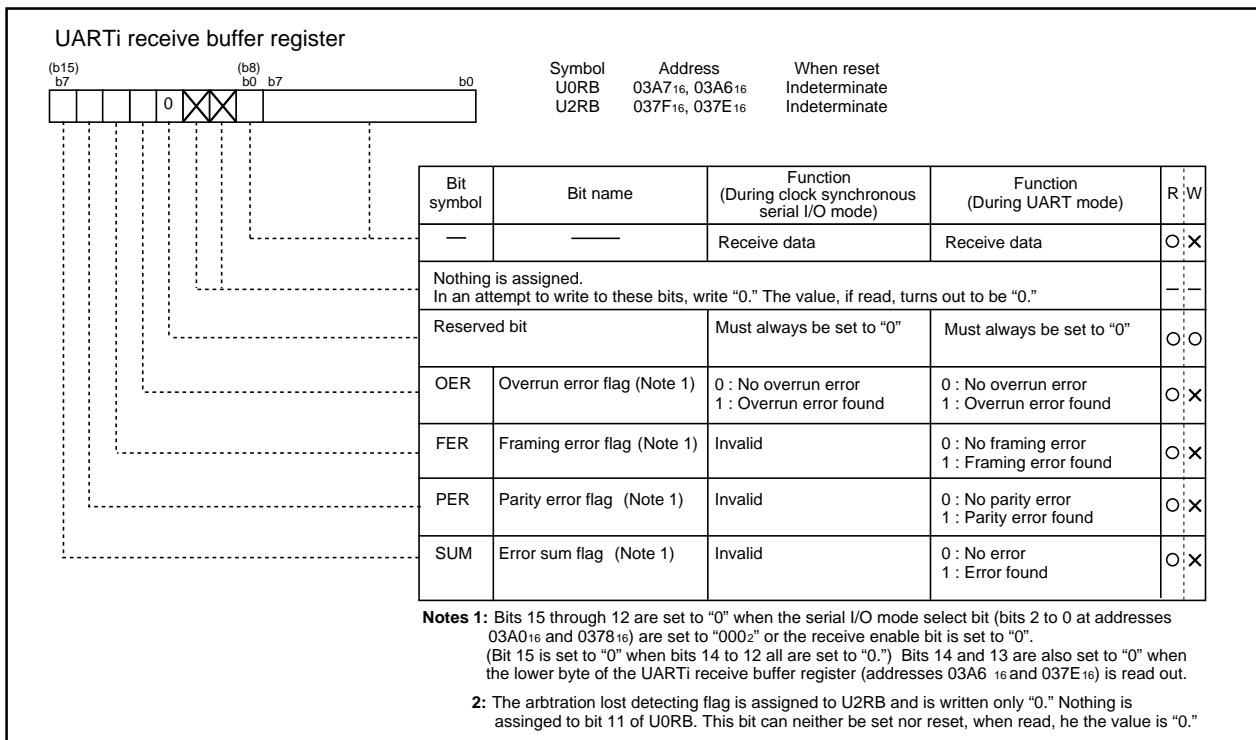 UARTi receive buffer register
(b15) (b8)
b7 b0 b7 b0
0
Symbol Address When reset
U0RB 03A716, 03A616 Indeterminate
U2RB 037F16, 037E16 Indeterminate
Bit symbol
Bit name
Function
(During clock synchronous
serial I/O mode)
Function
(During UART mode)
R W
— —— Receive data Receive data O X
Nothing is assigned.
In an attempt to write to these bits, write “0.” The value, if read, turns out to be “0.” – –
Reserved bit Must always be set to “0” Must always be set to “0” O O
OER Overrun error flag (Note 1) 0 : No overrun error 0 : No overrun error O X
1 : Overrun error found 1 : Overrun error found
FER Framing error flag (Note 1) Invalid 0 : No framing error O X
1 : Framing error found
PER Parity error flag (Note 1) Invalid 0 : No parity error O X
1 : Parity error found
SUM Error sum flag (Note 1) Invalid 0 : No error O X
1 : Error found
Notes 1: Bits 15 through 12 are set to “0” when the serial I/O mode select bit (bits 2 to 0 at addresses
03A016 and 037816) are set to “0002” or the receive enable bit is set to “0”.
(Bit 15 is set to “0” when bits 14 to 12 all are set to “0.”) Bits 14 and 13 are also set to “0” when
the lower byte of the UARTi receive buffer register (addresses 03A6 16 and 037E16) is read out.
2: The arbtration lost detecting flag is assigned to U2RB and is written only “0.” Nothing is
assinged to bit 11 of U0RB. This bit can neither be set nor reset, when read, he the value is “0.”